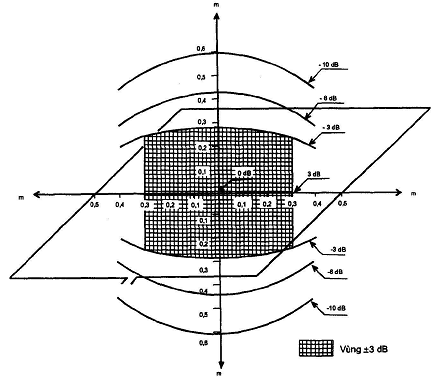 m
0,6
- 10 dB
0,5
0,4
- 6 dB
0,3
- 3 dB
0,2
0,1
0 dB
3 dB
m
m
0,5 0,4 0,2 0,2 0,1 0,1 0,2 0,3 0,4 0,5
0,1
0,2
-3 dB
0,3
-6 dB
0,4
0,5
-10 dB
0,6
Vùng ±3 dB
m